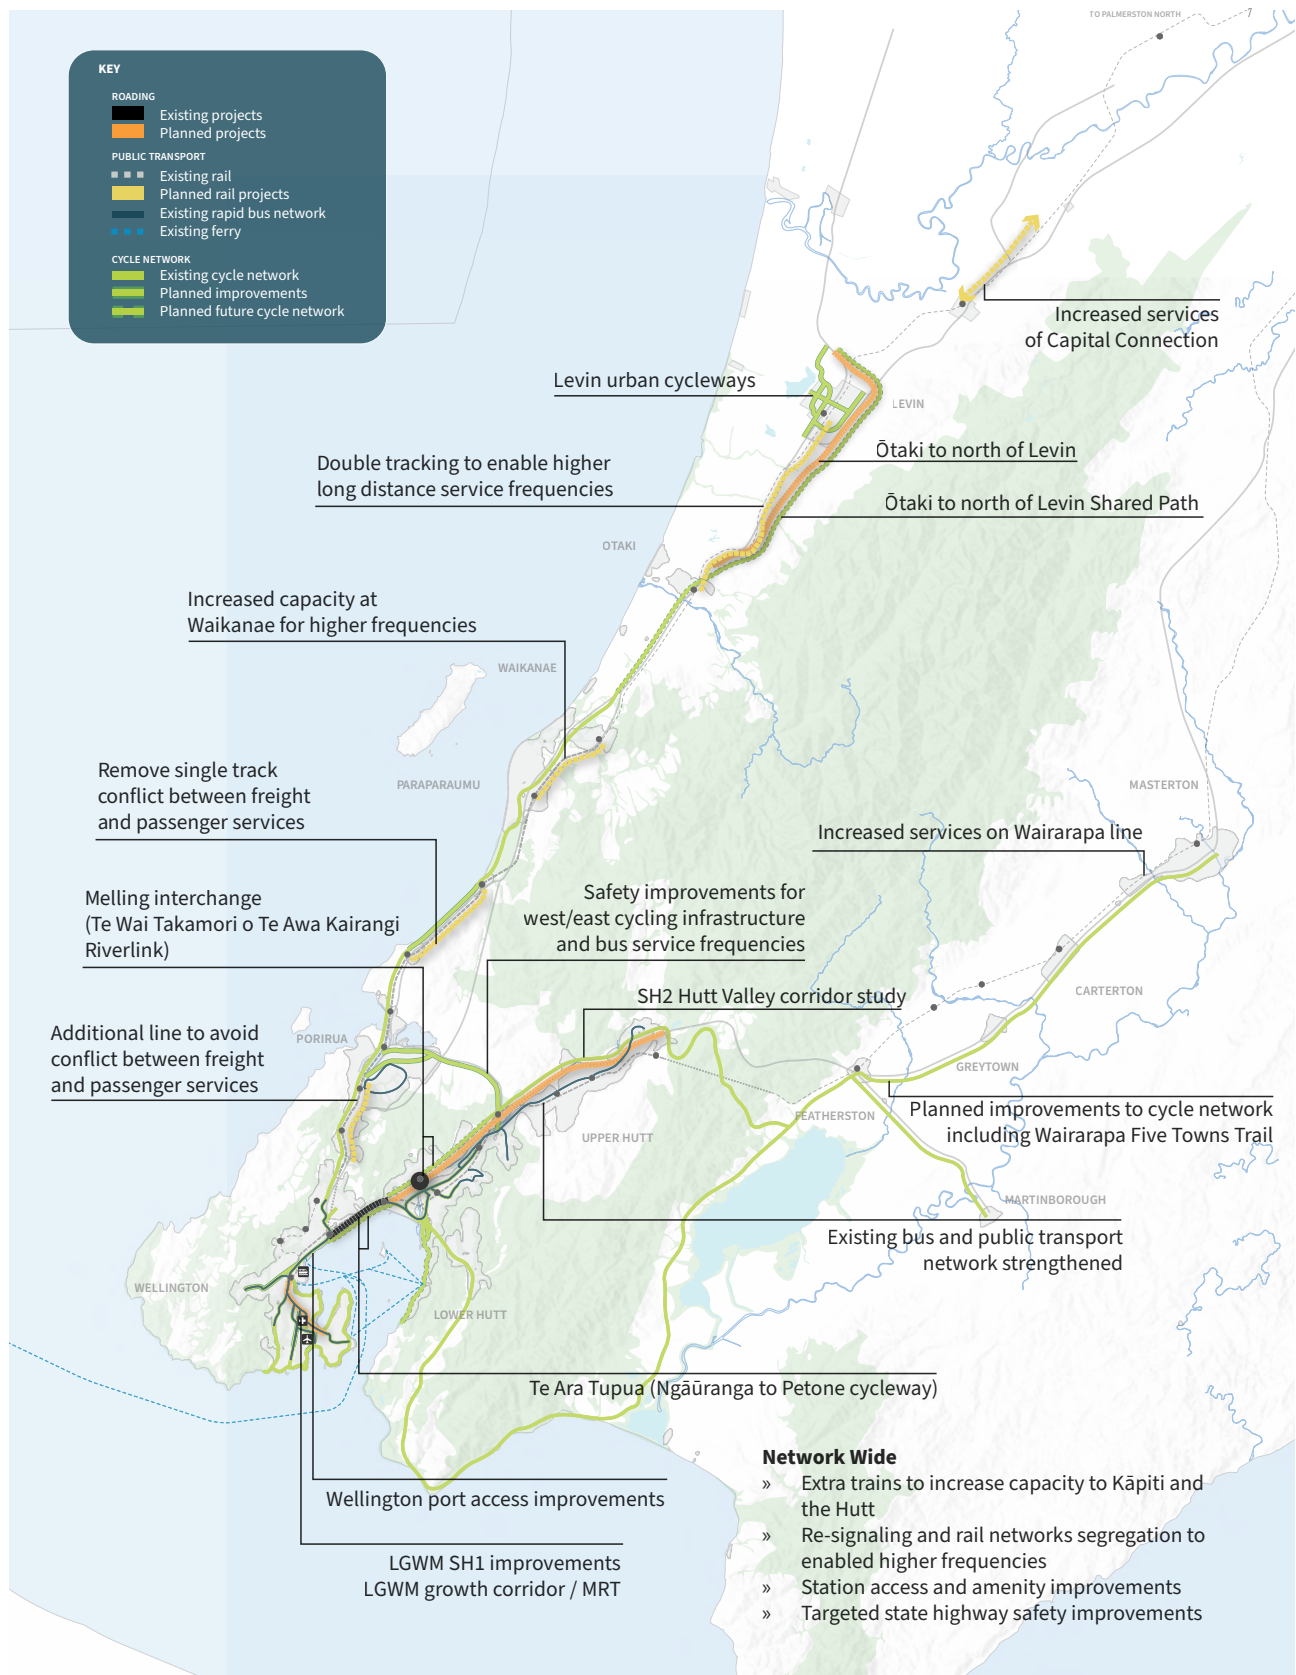 TO PALMERSTON NORTH
7
KEY
ROADING
Existing projects
Planned projects
PUBLIC TRANSPORT
Existing rail
Planned rail projects
Existing rapid bus network
Existing ferry
CYCLE NETWORK
Existing cycle network
Planned improvements
Planned future cycle network
Increased services
of Capital Connection
Levin urban cycleways
LEVIN
Ōtaki to north of Levin
Double tracking to enable higher
long distance service frequencies
Ōtaki to north of Levin Shared Path
OTAKI
Increased capacity at
Waikanae for higher frequencies
WAIKANAE
Remove single track
conflict between freight
and passenger services
PARAPARAUMU
MASTERTON
Increased services on Wairarapa line
Melling interchange
(Te Wai Takamori o Te Awa Kairangi
Riverlink)
Safety improvements for
west/east cycling infrastructure
and bus service frequencies
SH2 Hutt Valley corridor study
CARTERTON
Additional line to avoid
conflict between freight
and passenger services
PORIRUA
GREYTOWN
Planned improvements to cycle network
including Wairarapa Five Towns Trail
FEATHERSTON
UPPER HUTT
MARTINBOROUGH
Existing bus and public transport
network strengthened
WELLINGTON
LOWER HUTT
Te Ara Tupua (Ngāūranga to Petone cycleway)
Wellington port access improvements
LGWM SH1 improvements
LGWM growth corridor / MRT
Network Wide
» Extra trains to increase capacity to Kāpiti and
the Hutt
» Re-signaling and rail networks segregation to
enabled higher frequencies
» Station access and amenity improvements
» Targeted state highway safety improvements